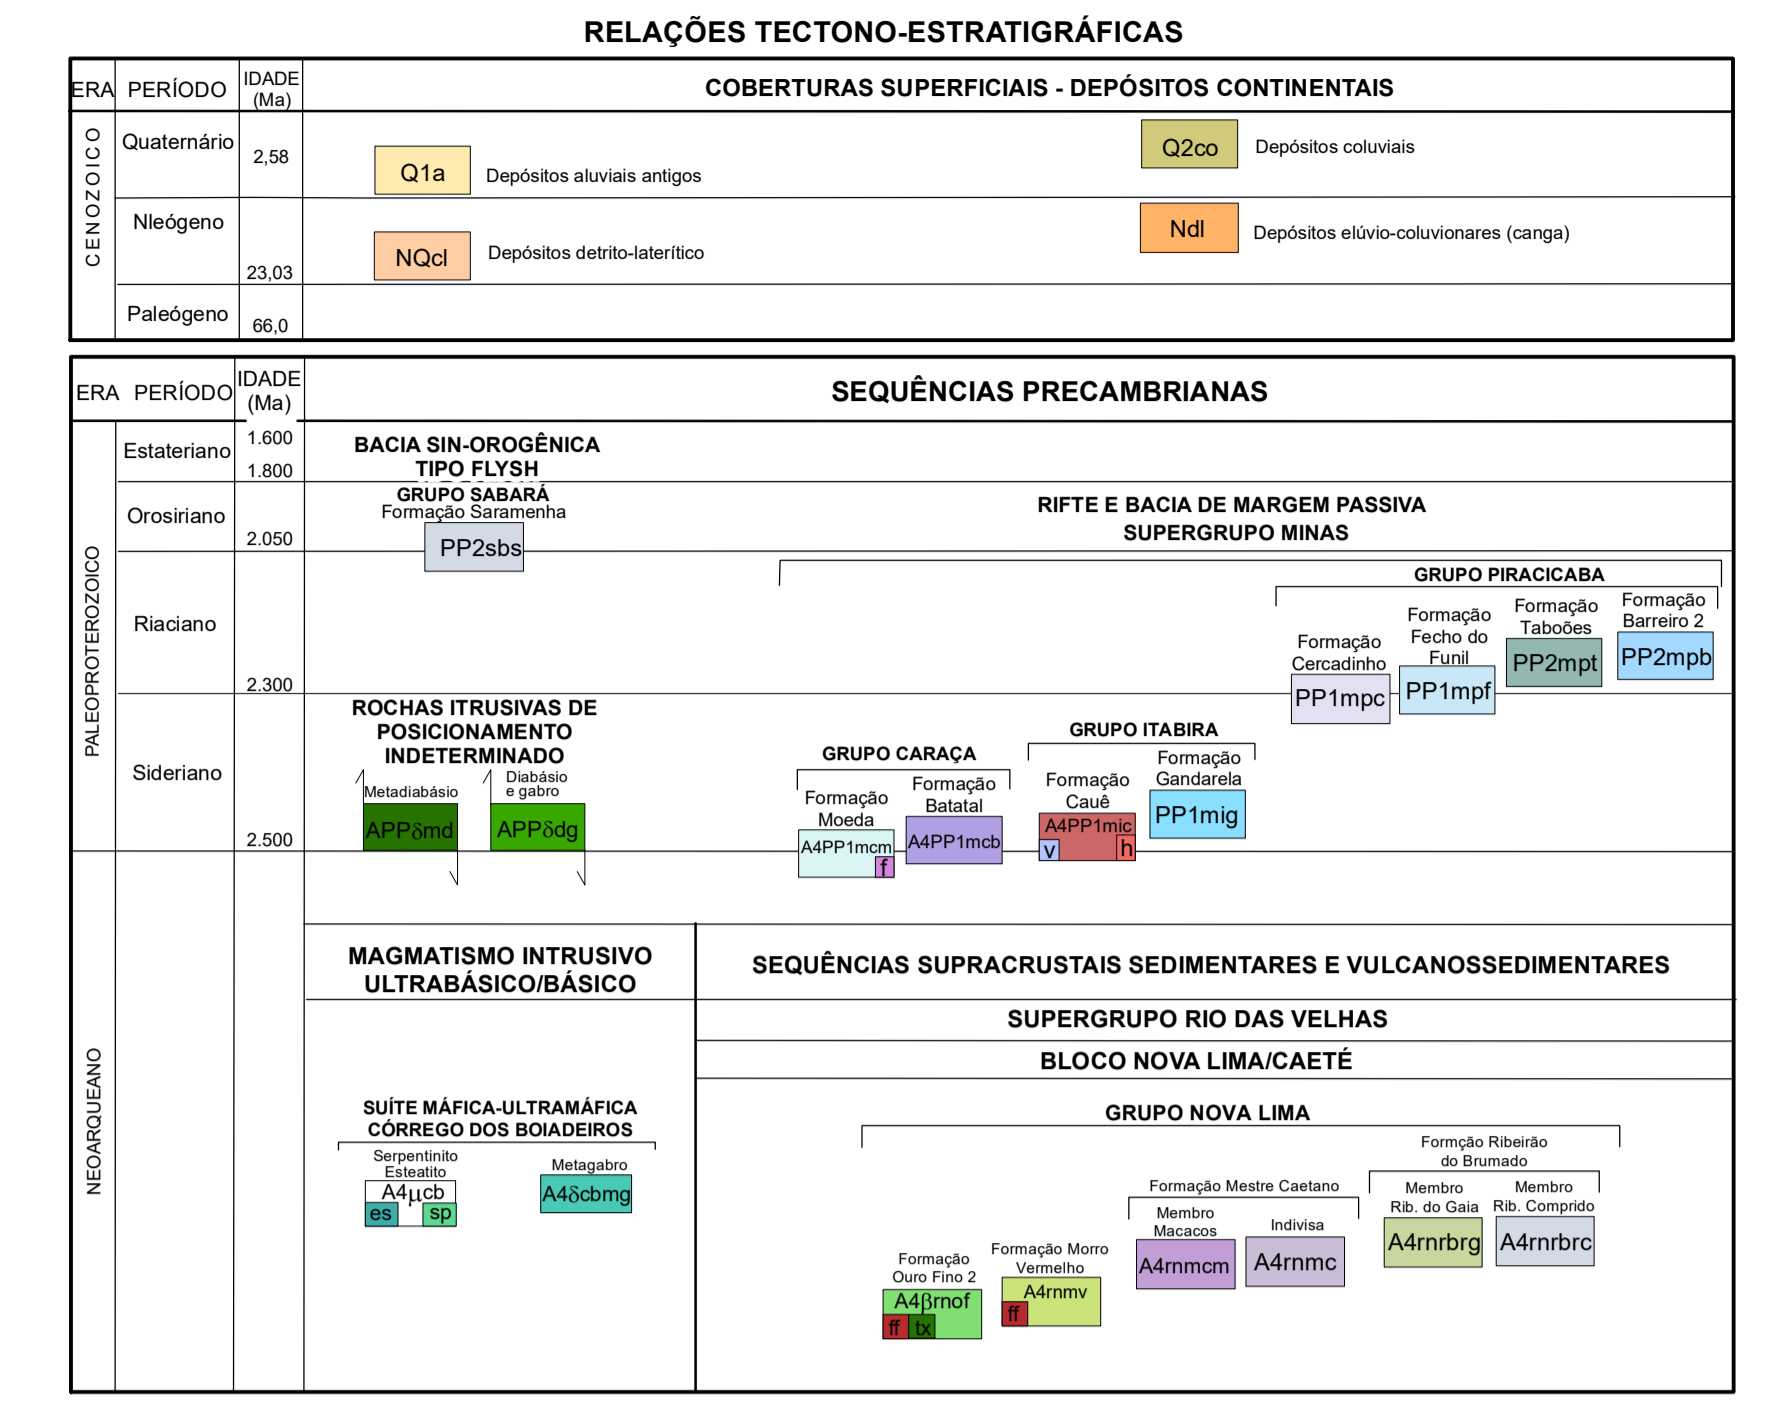 RELAÇÕES TECTONO-ESTRATIGRÁFICAS
ERA PERÍODO IDADE (Ma)
COBERTURAS SUPERFICIAIS - DEPÓSITOS CONTINENTAIS
CENOZOICO
Quaternário
2,58
Q1a Depósitos aluviais antigos
Q2co Depósitos coluviais
Nleógeno
23,03
NQcl Depósitos detrito-laterítico
Ndl Depósitos elúvio-coluvionares (canga)
Paleógeno
66,0
ERA PERÍODO IDADE (Ma)
SEQUÊNCIAS PRECAMBRIANAS
PALEOPROTEROZOICO
Estateriano
1.600
1.800
BACIA SIN-OROGÊNICA
TIPO FLYSH
GRUPO SABARÁ
Formação Saramenha
PP2sbs
Orosiriano
2.050
RIFTE E BACIA DE MARGEM PASSIVA
SUPERGRUPO MINAS
Riaciano
2.300
GRUPO PIRACICABA
Formação
Cercadinho
PP1mpc
Formação
Fecho do
Funil
PP1mpf
Formação
Taboões
PP2mpt
Formação
Barreiro 2
PP2mpb
Sideriano
2.500
ROCHAS ITRUSIVAS DE
POSICIONAMENTO
INDETERMINADO
Metadiabásio
APPδmd
Diabásio
e gabro
APPδdg
GRUPO CARAÇA
Formação
Moeda
A4PP1mcm
f
Formação
Batatal
A4PP1mcb
GRUPO ITABIRA
Formação
Cauê
A4PP1mic
v h
Formação
Gandarela
PP1mig
NEOARQUEANO
MAGMATISMO INTRUSIVO
ULTRABÁSICO/BÁSICO
SEQUÊNCIAS SUPRACRUSTAIS SEDIMENTARES E VULCANOSSEDIMENTARES
SUPERGRUPO RIO DAS VELHAS
BLOCO NOVA LIMA/CAETÉ
SUÍTE MÁFICA-ULTRAMÁFICA
CÓRREGO DOS BOIADEIROS
Serpentinito
Esteatito
A4μcb
es sp
Metagabro
A4δcbmg
GRUPO NOVA LIMA
Formação
Ouro Fino 2
A4βrnof
ff tx
Formação Morro
Vermelho
A4rnmv
ff
Formação Mestre Caetano
Membro
Macacos
A4rnmcm
Indivisa
A4rnmc
Formção Ribeirão
do Brumado
Membro
Rib. do Gaia
A4rnrbrg
Membro
Rib. Comprido
A4rnrbrc